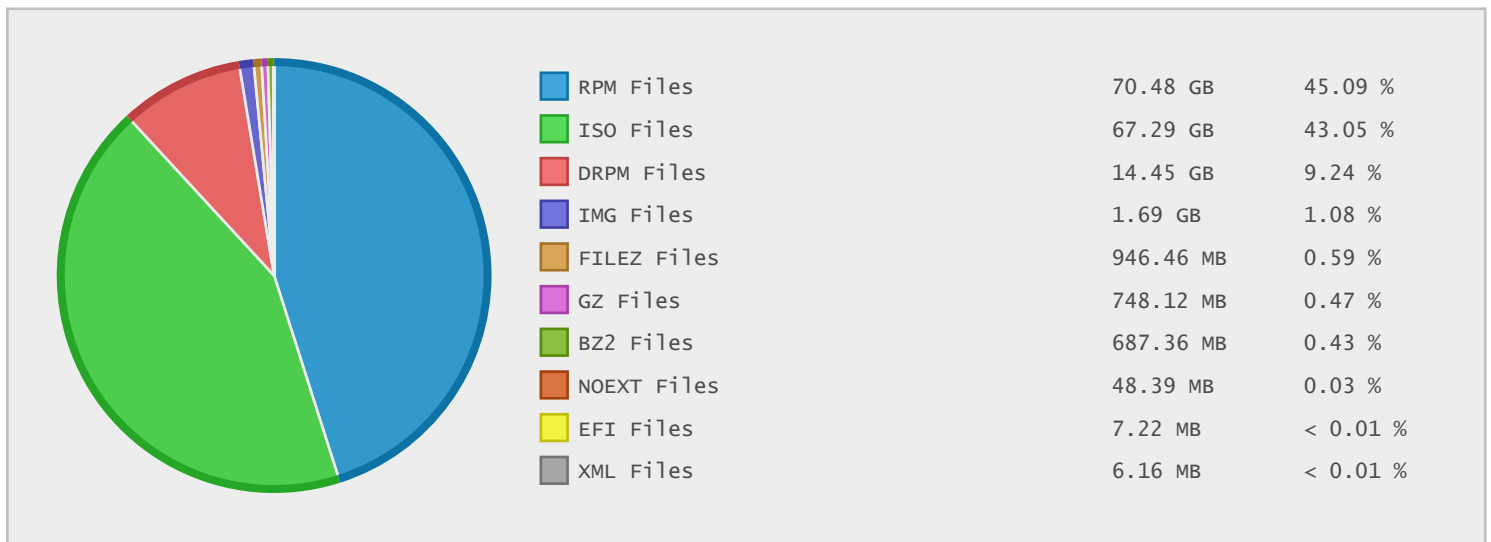 RPM Files 70.48 GB 45.09 %
ISO Files 67.29 GB 43.05 %
DRPM Files 14.45 GB 9.24 %
IMG Files 1.69 GB 1.08 %
FILEZ Files 946.46 MB 0.59 %
GZ Files 748.12 MB 0.47 %
BZ2 Files 687.36 MB 0.43 %
NOEXT Files 48.39 MB 0.03 %
EFI Files 7.22 MB < 0.01 %
XML Files 6.16 MB < 0.01 %